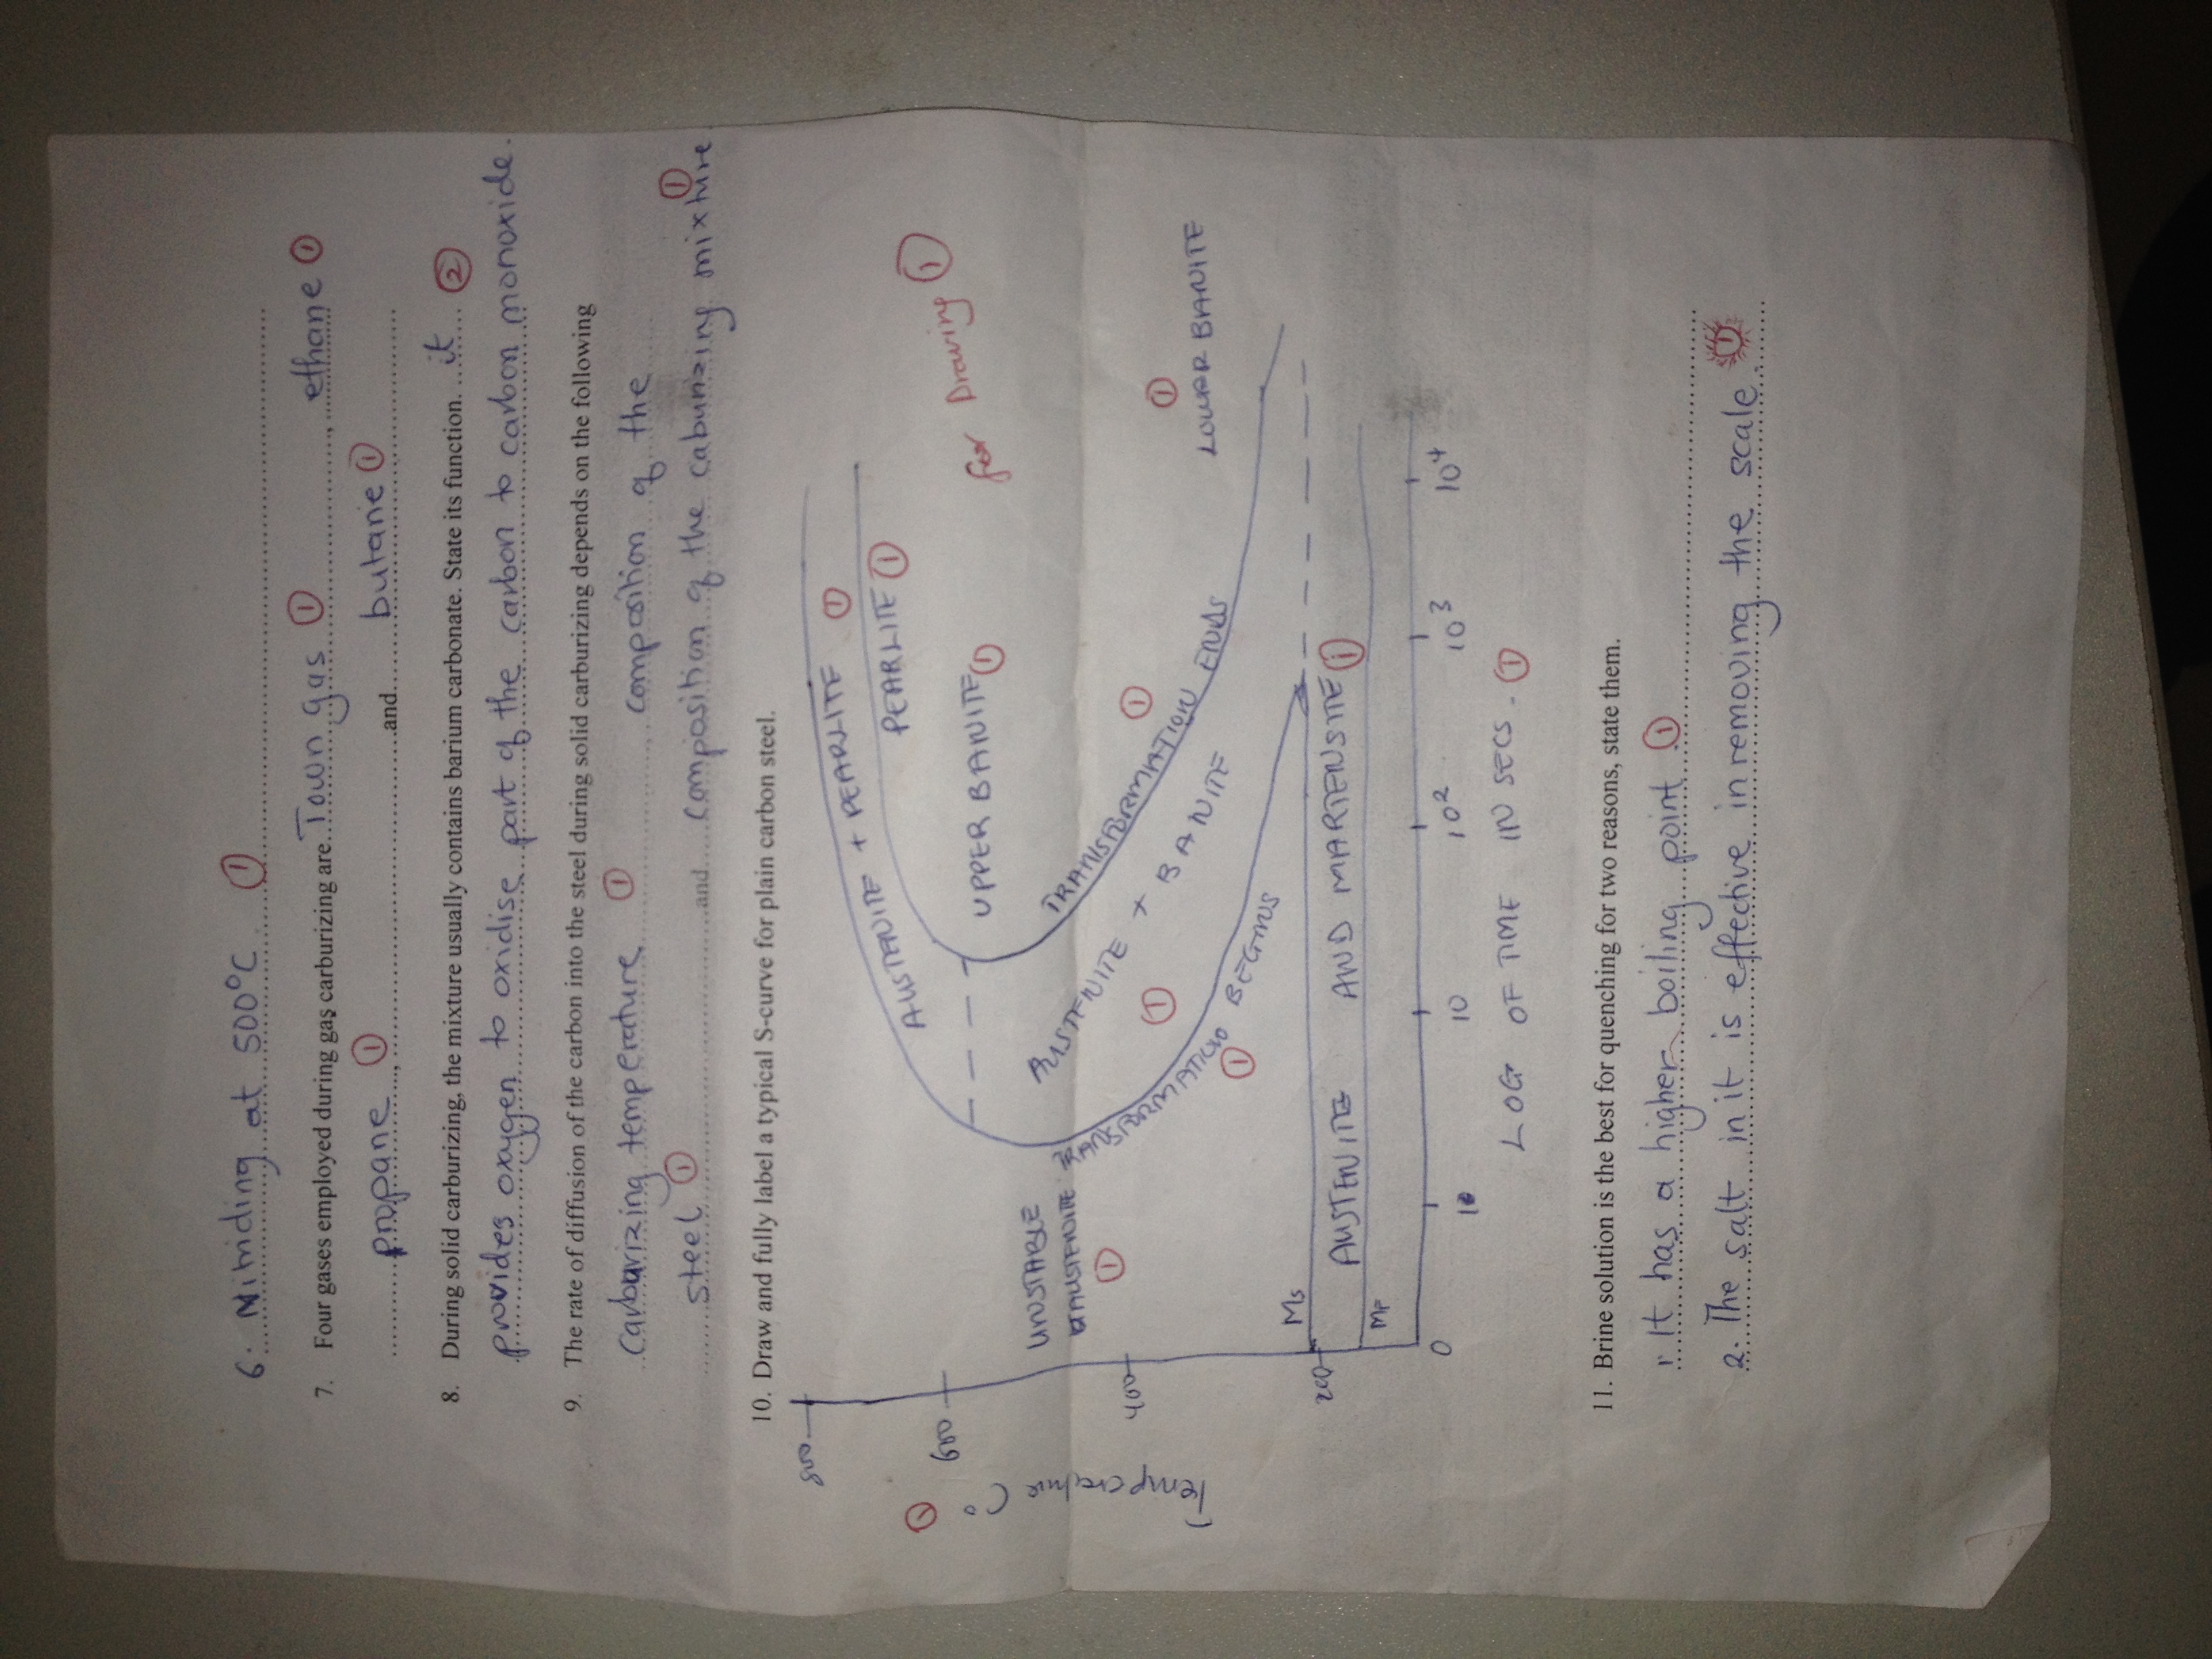 6. Nitriding at 500°C ①
7. Four gases employed during gas carburizing are Town gas ① , ethane ①
propane , ① and butane ①
8. During solid carburizing, the mixture usually contains barium carbonate. State its function. it ②
provides oxygen to oxidise part of the carbon to carbon monoxide.
9. The rate of diffusion of the carbon into the steel during solid carburizing depends on the following
carburizing temperature ① composition of the
steel ① and composition of the caburizing mixture ①
10. Draw and fully label a typical S-curve for plain carbon steel.
800
AUSTENITE + PEARLITE ①
PEARLITE ①
600
for Drawing ①
UPPER BANITE ①
Temperature C° ①
UNSTABLE
AUSTENITE
①
AUSTENITE + BANITE
①
TRANSFORMATION ENDS
①
400
①
LOWER BANITE
TRANSFORMATION BEGINS
①
Ms
200
AUSTENITE AND MARTENSITE ①
MF
0 10 10 10² 10³ 10⁴
LOG OF TIME IN SECS. ①
11. Brine solution is the best for quenching for two reasons, state them.
1. It has a higher boiling point. ①
2. The salt in it is effective in removing the scale. ①